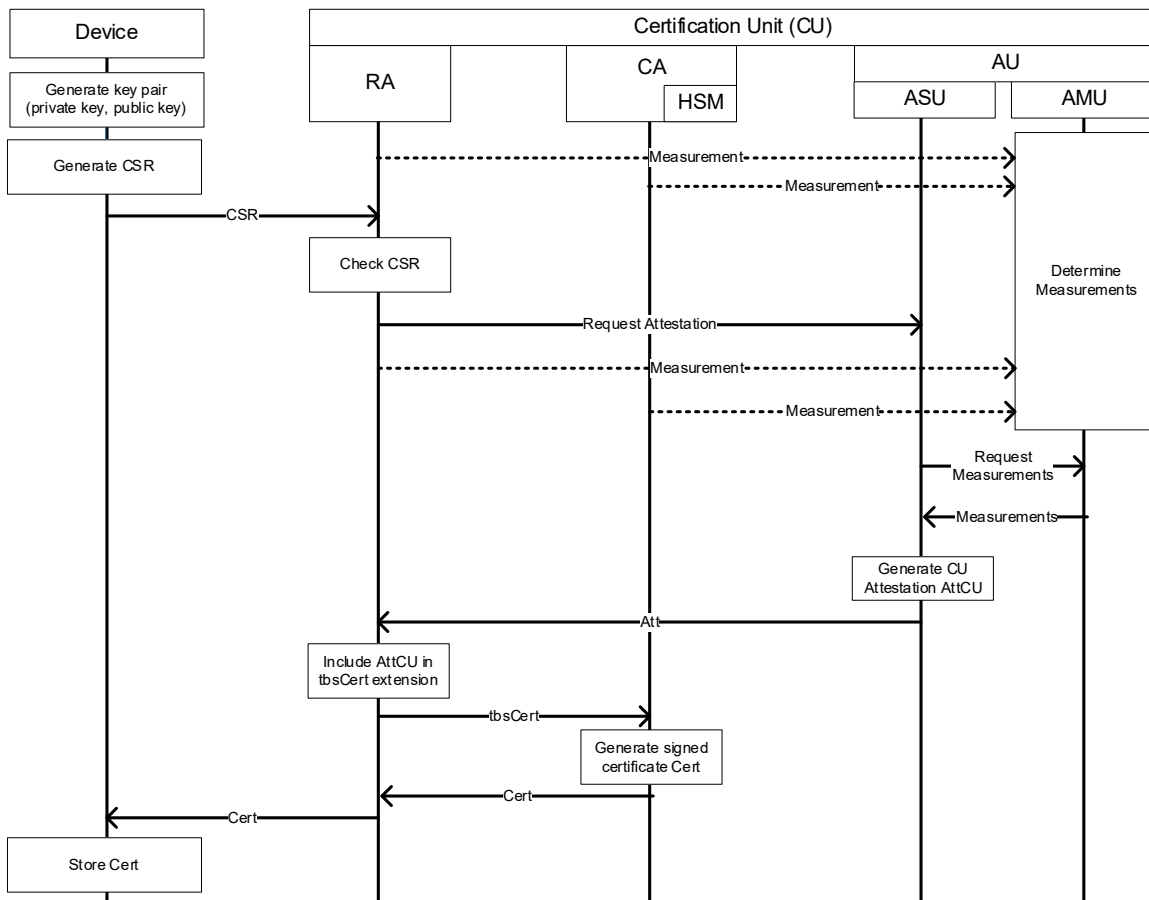 Device
Certification Unit (CU)
RA
CA
HSM
AU
ASU
AMU
Generate key pair
(private key, public key)
Generate CSR
Measurement
Measurement
CSR
Check CSR
Determine
Measurements
Request Attestation
Measurement
Measurement
Request
Measurements
Measurements
Generate CU
Attestation AttCU
Att
Include AttCU in
tbsCert extension
tbsCert
Generate signed
certificate Cert
Cert
Cert
Store Cert